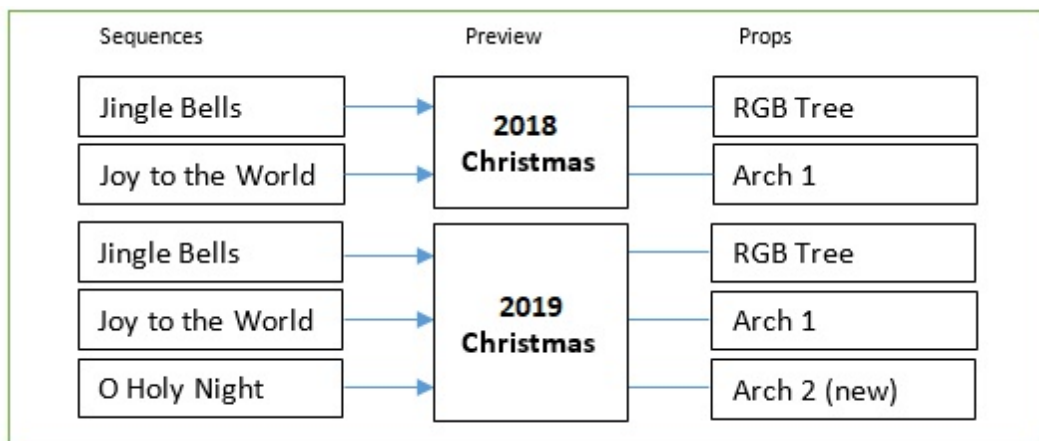 Sequences Preview Props
Jingle Bells
2018
Christmas
RGB Tree
Joy to the World
Arch 1
Jingle Bells
2019
Christmas
RGB Tree
Joy to the World
Arch 1
O Holy Night
Arch 2 (new)